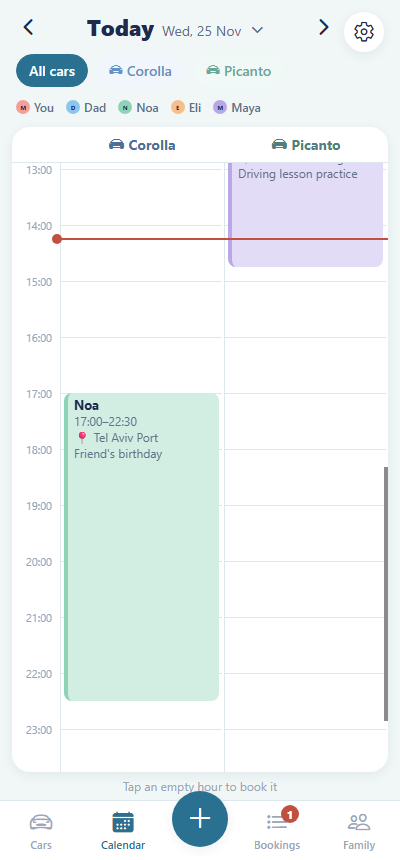 Today Wed, 25 Nov
All cars Corolla Picanto
M You D Dad N Noa E Eli M Maya
Corolla Picanto
Driving lesson practice
13:00
14:00
15:00
16:00
17:00
Noa
17:00–22:30
Tel Aviv Port
Friend's birthday
18:00
19:00
20:00
21:00
22:00
23:00
Tap an empty hour to book it
1
Cars Calendar Bookings Family